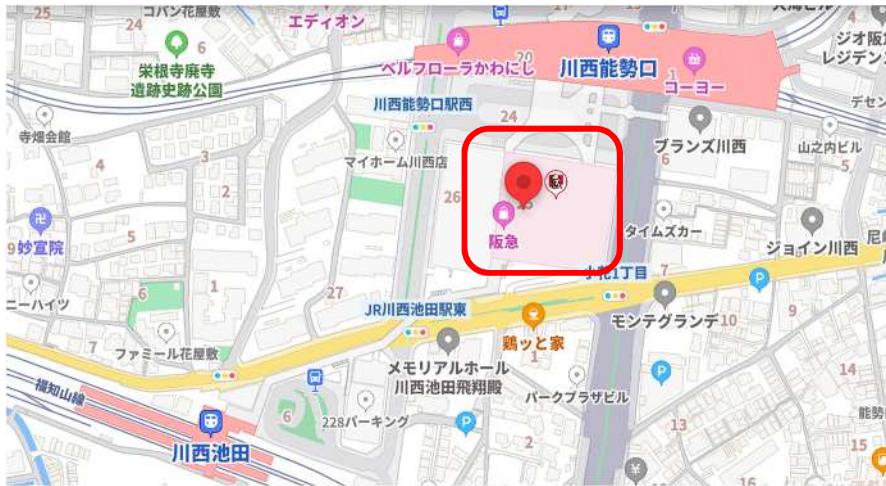 25
コパン花屋敷
24
エディオン
6
栄根寺廃寺
遺跡史跡公園
ベルフローラかわにし
20
川西能勢口
1
コーヨー
ジオ阪急
レジデンス
川西能勢口駅西
24
寺畑会館
マイホーム川西店
ブランズ川西
6
山之内ビル
5
デセン
4
3
2
26
阪急
タイムズカー
ジョイン川西
妙宣院
9
5
小花1丁目
7
ニーハイツ
6
1
27
JR川西池田駅東
モンテグランデ
10
9
ファミール花屋敷
鶏ッと家
1
メモリアルホール
川西池田飛翔殿
14
福知山線
パークプラザビル
6
228パーキング
2
13
能勢
川西池田
15
16